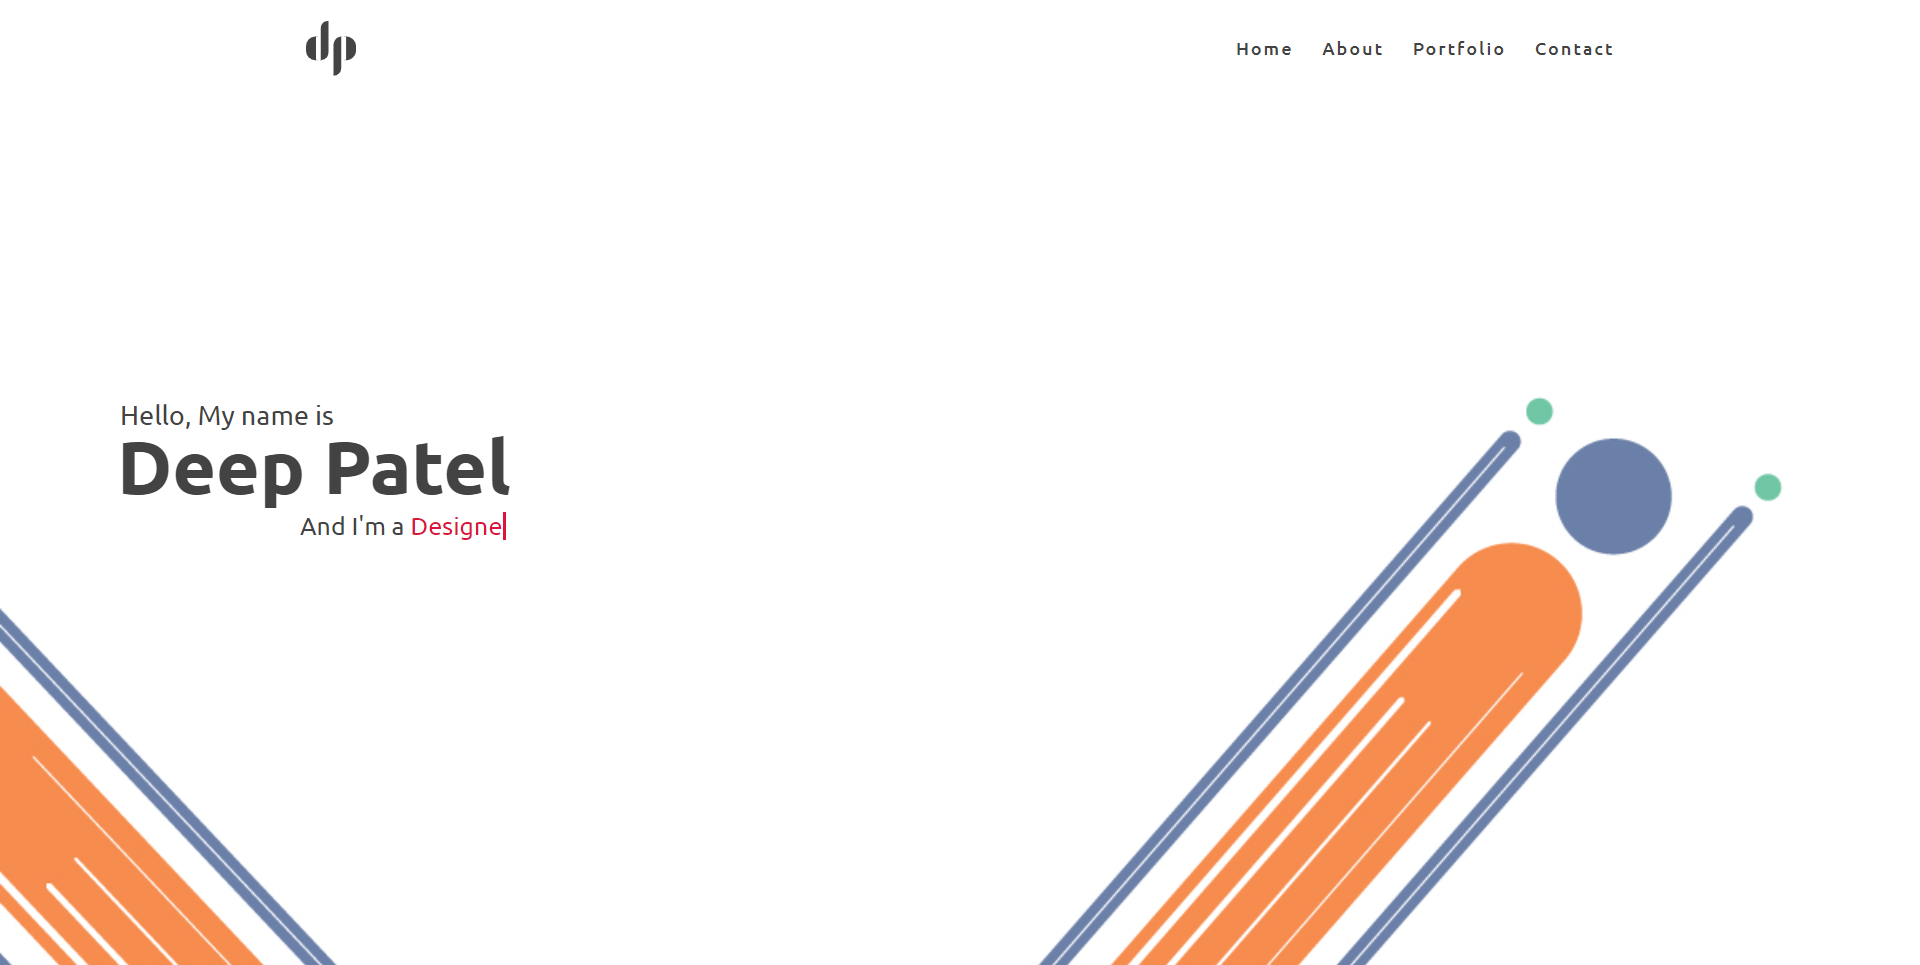 dp
Home About Portfolio Contact
Hello, My name is
Deep Patel
And I'm a Designe